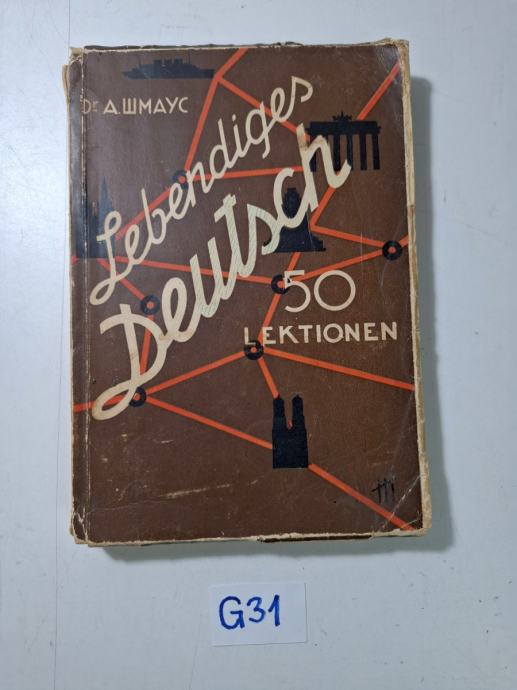 Dr А. ШМАУС
Lebendiges
Deutsch
50
LEKTIONEN
G31